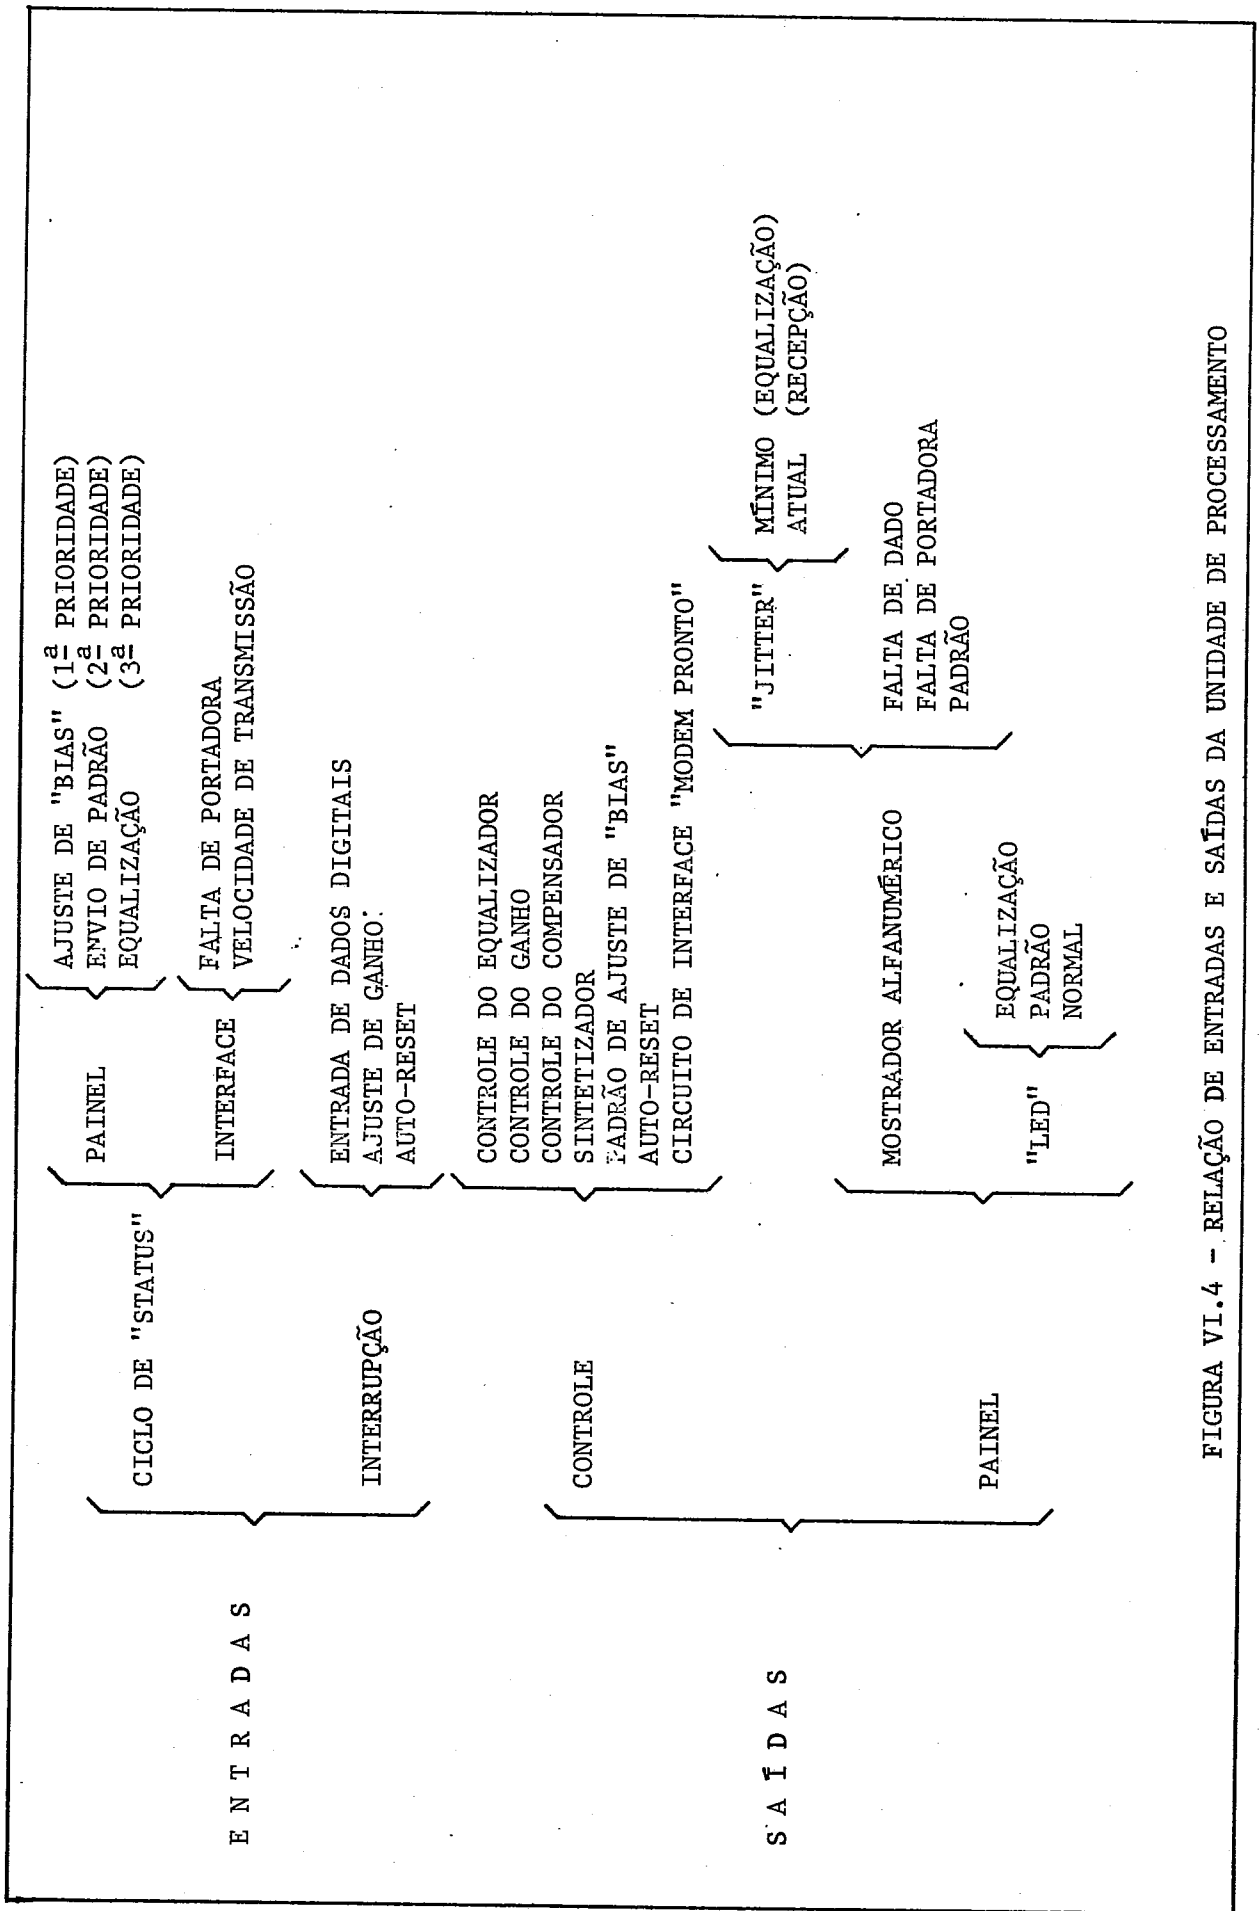 E N T R A D A S
CICLO DE "STATUS"
PAINEL
AJUSTE DE "BIAS" (1ª PRIORIDADE)
ENVIO DE PADRÃO (2ª PRIORIDADE)
EQUALIZAÇÃO (3ª PRIORIDADE)
INTERFACE
FALTA DE PORTADORA
VELOCIDADE DE TRANSMISSÃO
INTERRUPÇÃO
ENTRADA DE DADOS DIGITAIS
AJUSTE DE GANHO
AUTO-RESET
S A Í D A S
CONTROLE
CONTROLE DO EQUALIZADOR
CONTROLE DO GANHO
CONTROLE DO COMPENSADOR
SINTETIZADOR
PADRÃO DE AJUSTE DE "BIAS"
AUTO-RESET
CIRCUITO DE INTERFACE "MODEM PRONTO"
PAINEL
MOSTRADOR ALFANUMÉRICO
"JITTER"
MÍNIMO (EQUALIZAÇÃO)
ATUAL (RECEPÇÃO)
FALTA DE DADO
FALTA DE PORTADORA
PADRÃO
"LED"
EQUALIZAÇÃO
PADRÃO
NORMAL
FIGURA VI.4 - RELAÇÃO DE ENTRADAS E SAÍDAS DA UNIDADE DE PROCESSAMENTO